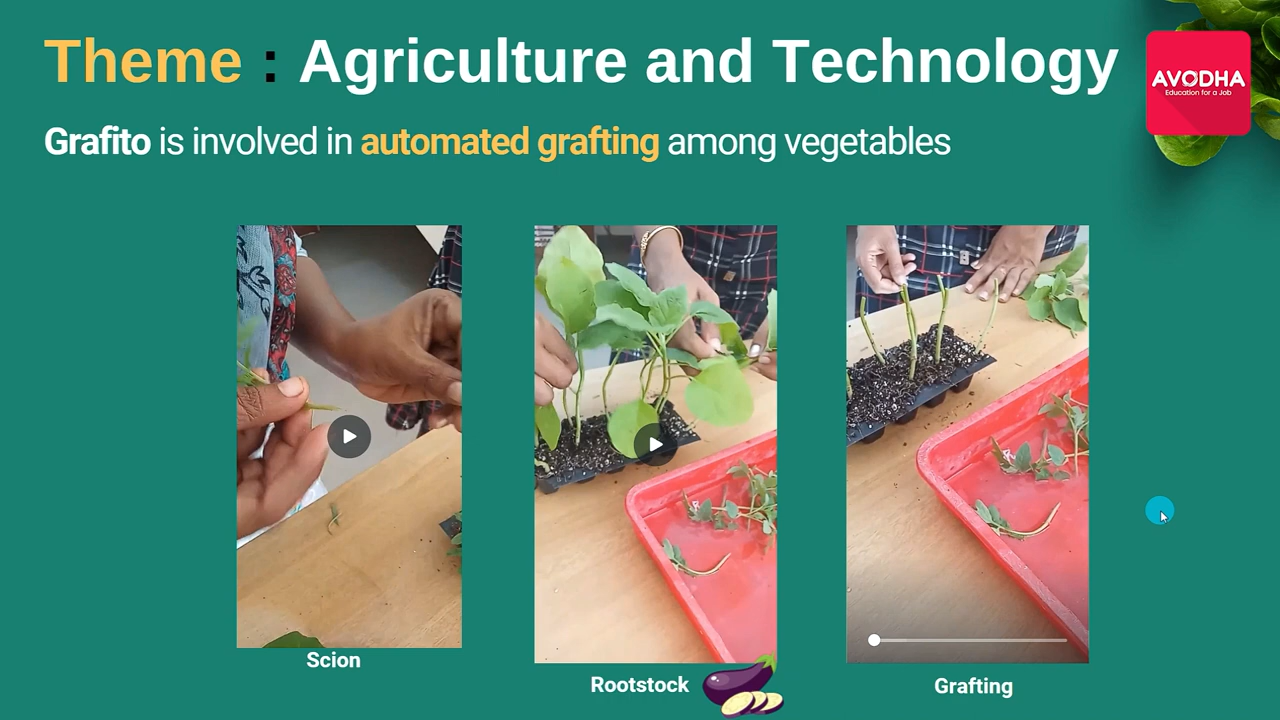 Theme : Agriculture and Technology
AVODHA
Education for a Job
Grafito is involved in automated grafting among vegetables
Scion
Rootstock
Grafting